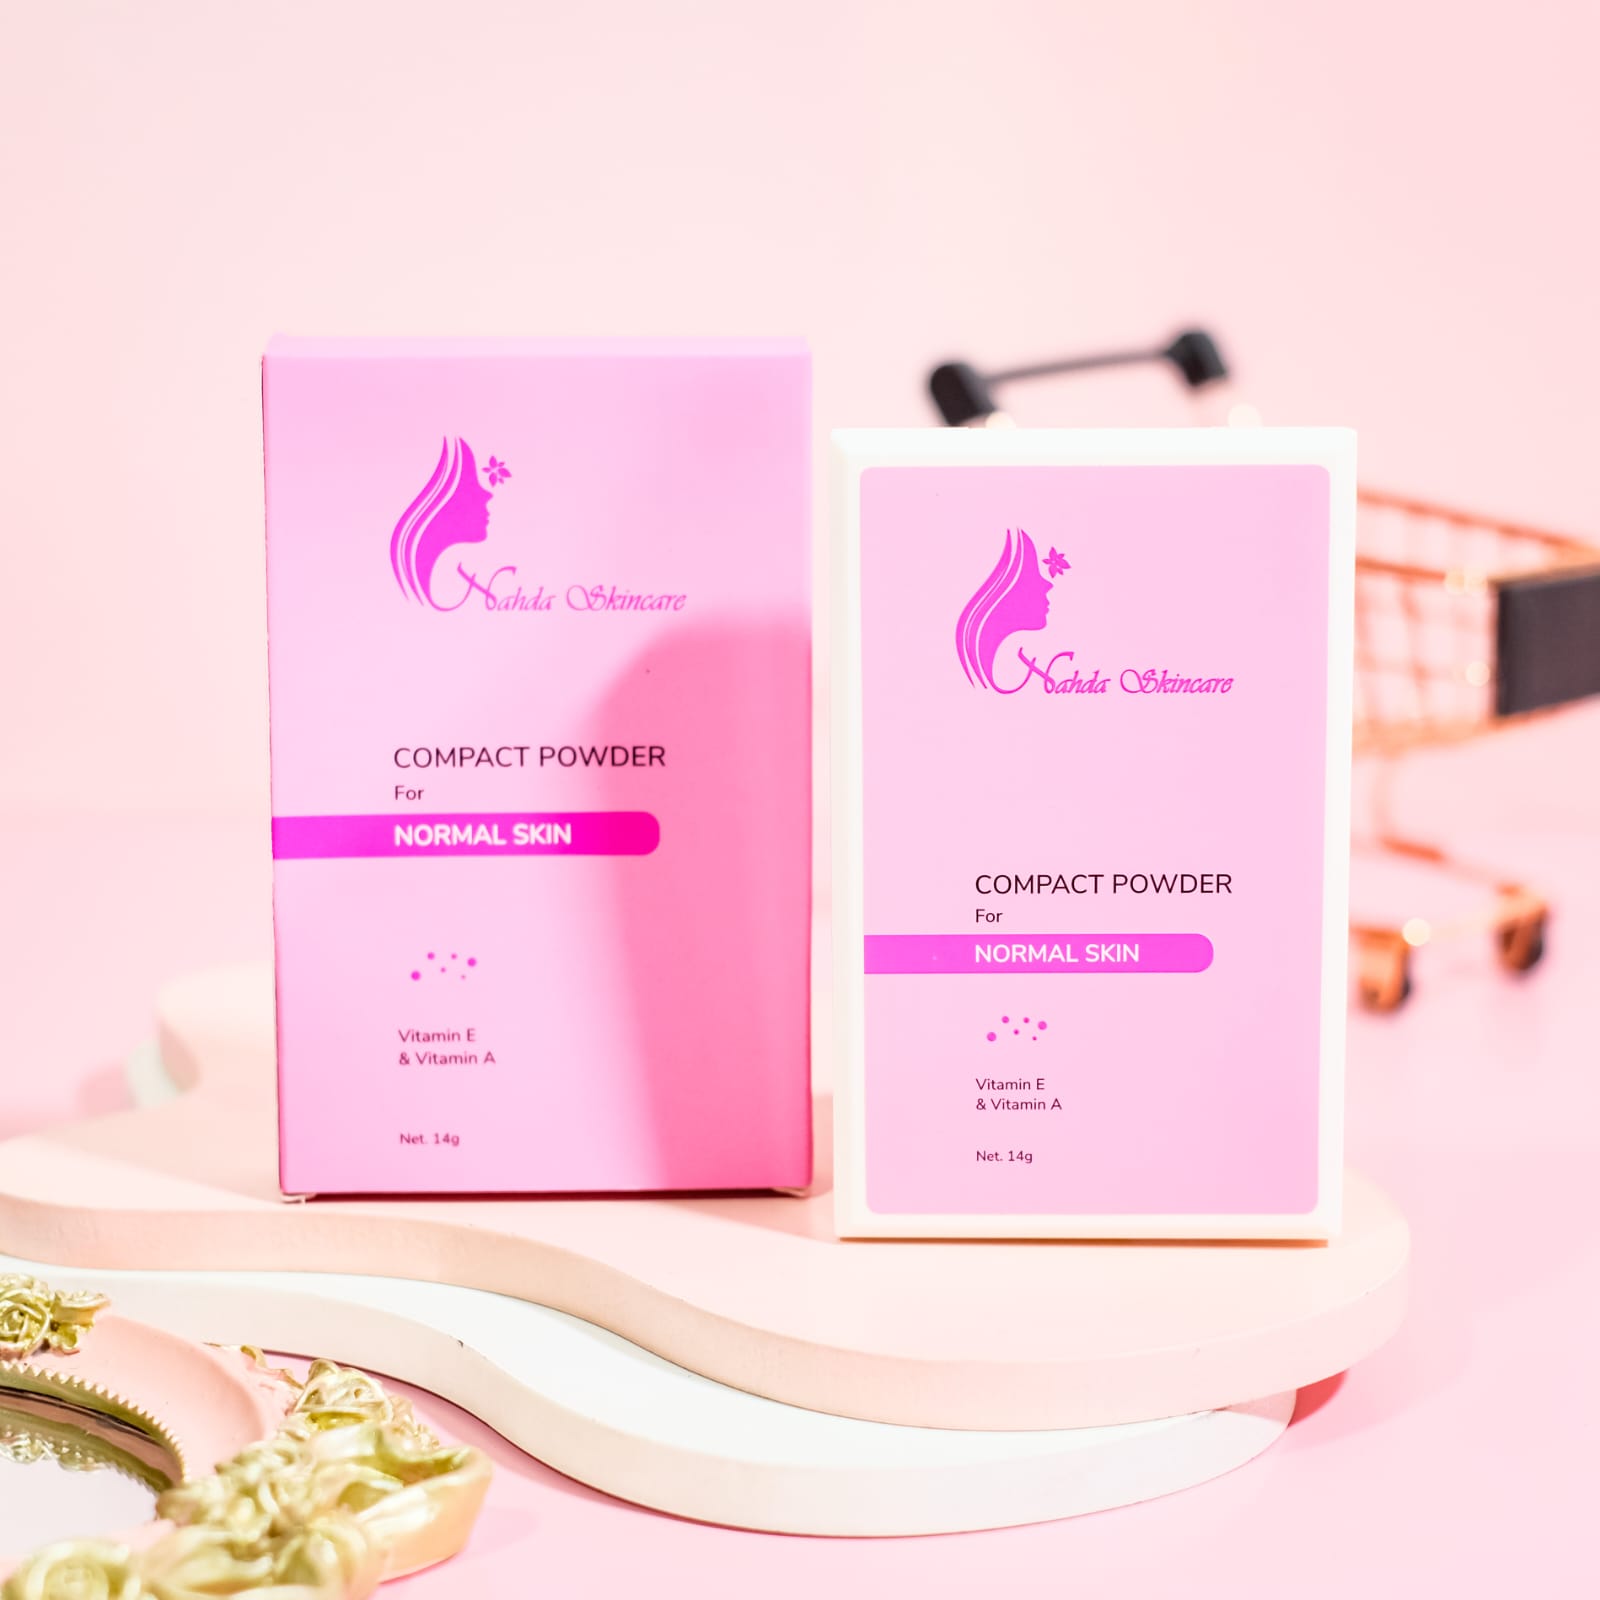 Nahda Skincare
COMPACT POWDER
For
NORMAL SKIN
Vitamin E
& Vitamin A
Net. 14g
Nahda Skincare
COMPACT POWDER
For
NORMAL SKIN
Vitamin E
& Vitamin A
Net. 14g